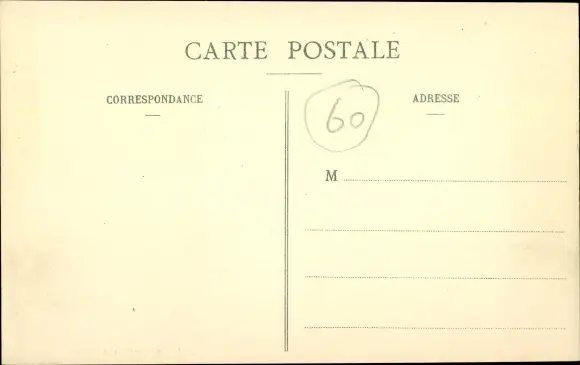 CARTE POSTALE
CORRESPONDANCE
60
ADRESSE
M